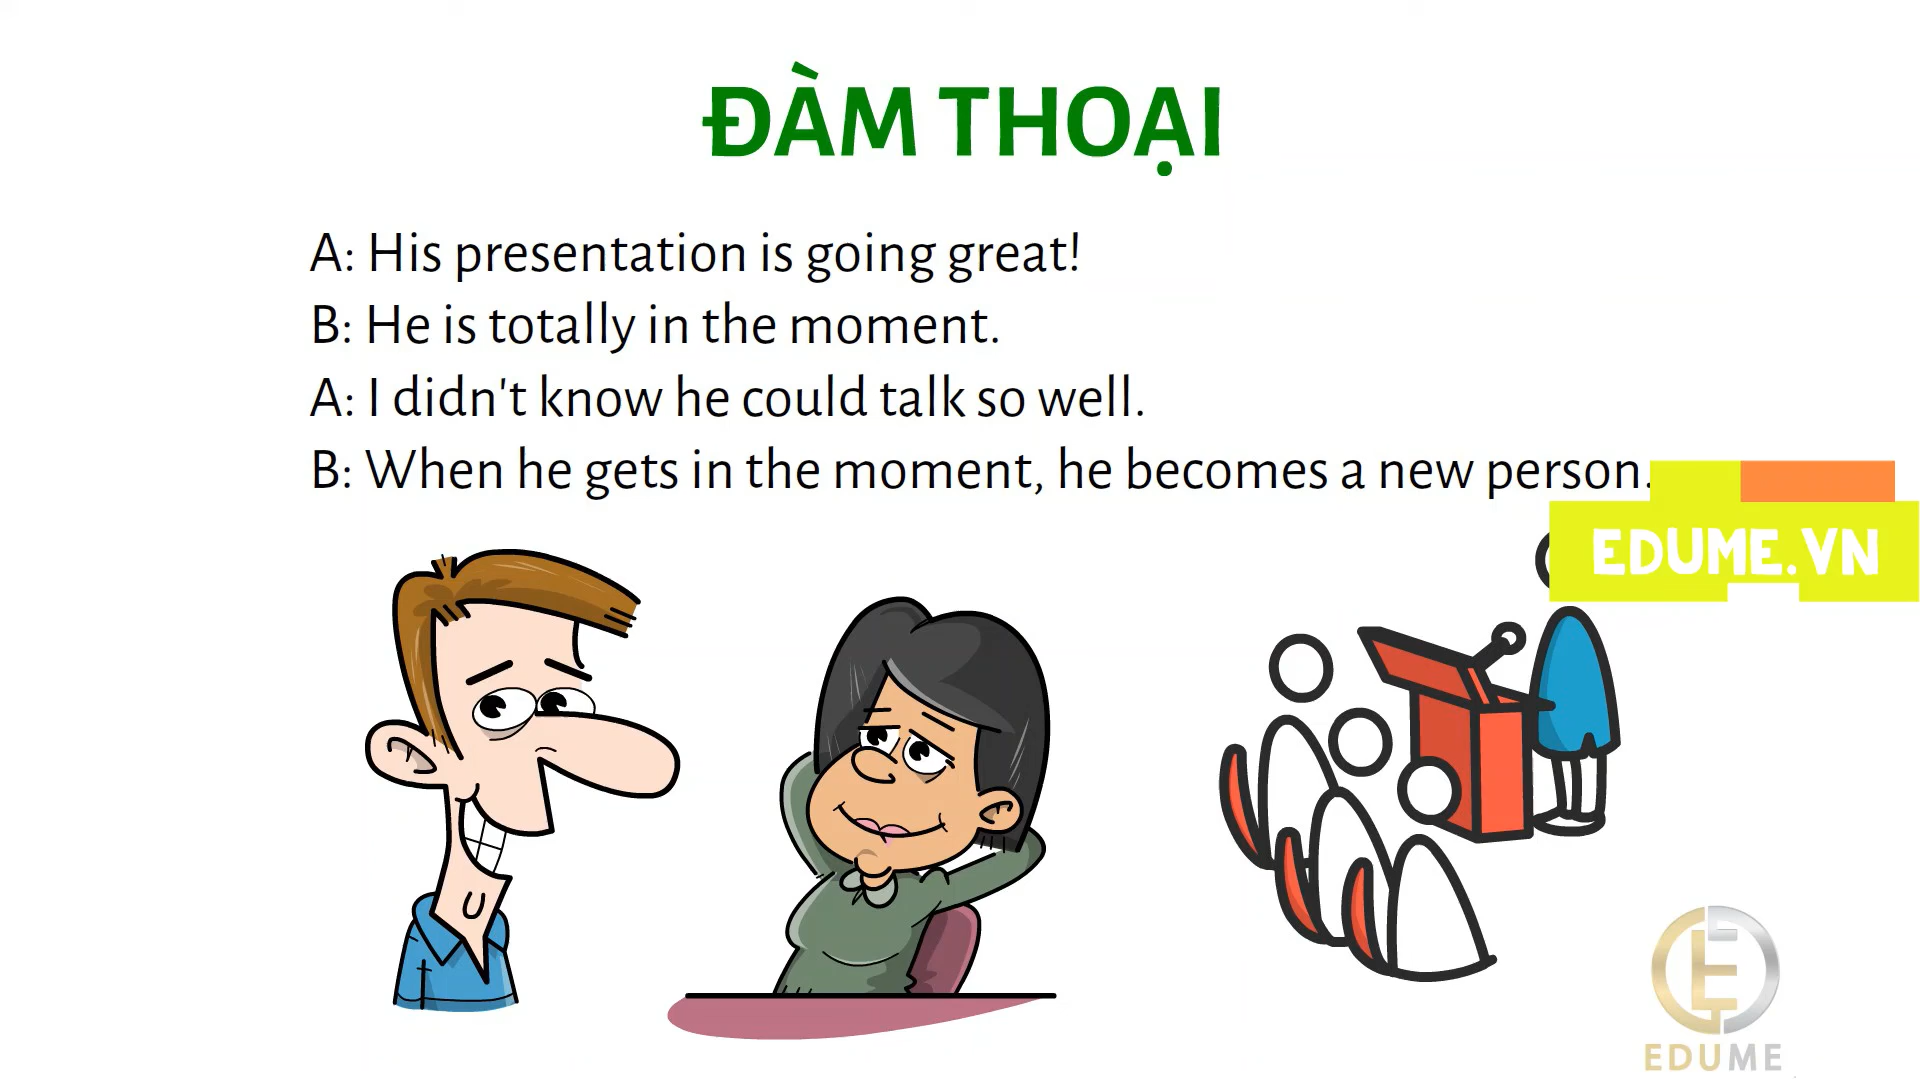 ĐÀM THOẠI
A: His presentation is going great!
B: He is totally in the moment.
A: I didn't know he could talk so well.
B: When he gets in the moment, he becomes a new person.
EDUME.VN
EDUME